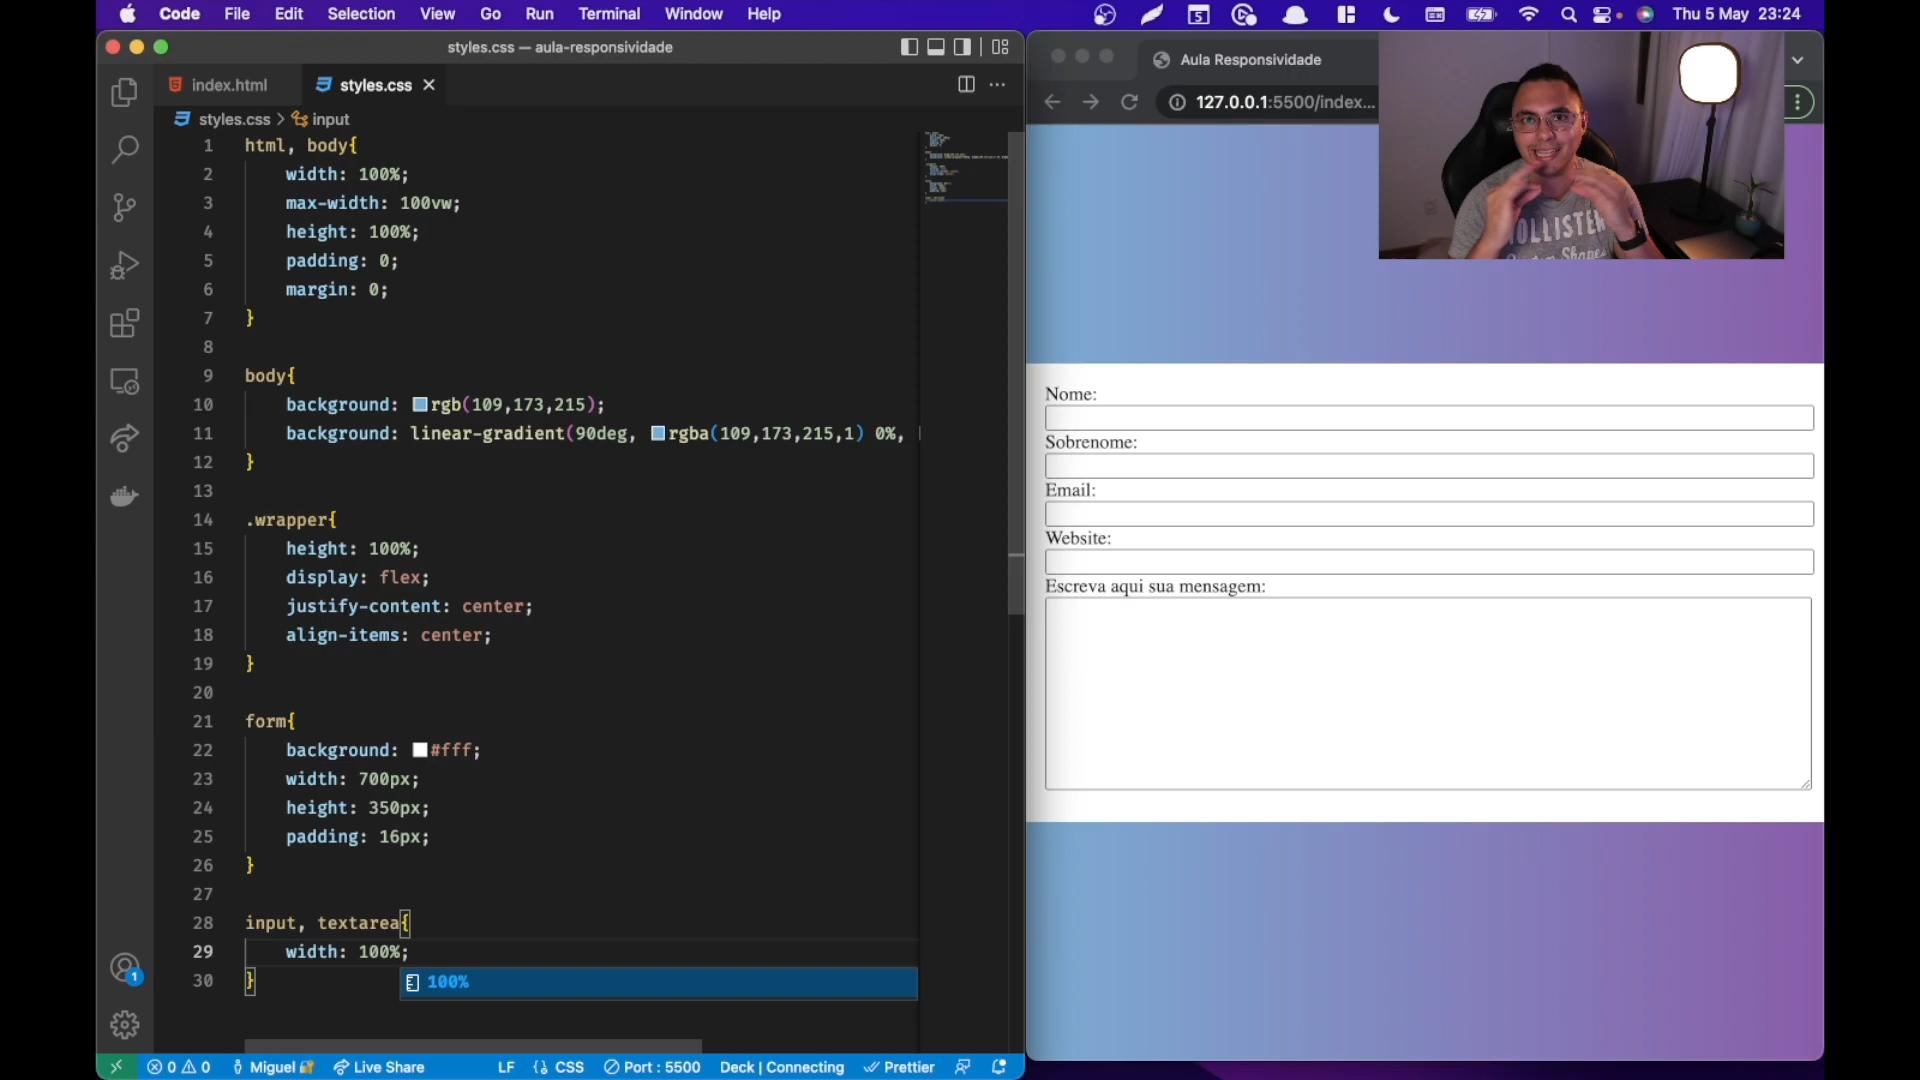 Code File Edit Selection View Go Run Terminal Window Help
Thu 5 May 23:24
styles.css — aula-responsividade
index.html styles.css
styles.css > input
1 html, body{
2 width: 100%;
3 max-width: 100vw;
4 height: 100%;
5 padding: 0;
6 margin: 0;
7 }
8
9 body{
10 background: rgb(109,173,215);
11 background: linear-gradient(90deg, rgba(109,173,215,1) 0%,
12 }
13
14 .wrapper{
15 height: 100%;
16 display: flex;
17 justify-content: center;
18 align-items: center;
19 }
20
21 form{
22 background: #fff;
23 width: 700px;
24 height: 350px;
25 padding: 16px;
26 }
27
28 input, textarea{
29 width: 100%;
30 }
100%
1
0 0 Miguel Live Share LF {} CSS Port : 5500 Deck | Connecting Prettier
Aula Responsividade
127.0.0.1:5500/index...
HOLLISTER
Nome:
Sobrenome:
Email:
Website:
Escreva aqui sua mensagem: